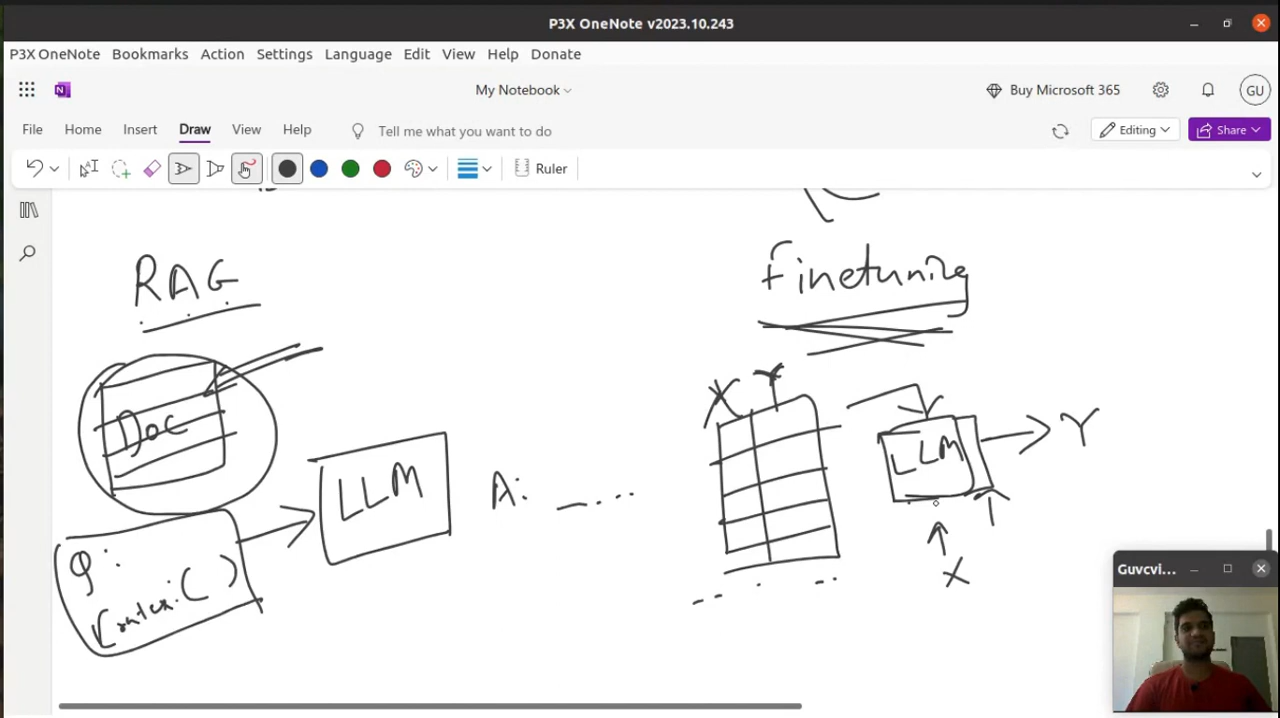 P3X OneNote v2023.10.243
P3X OneNote Bookmarks Action Settings Language Edit View Help Donate
My Notebook
Buy Microsoft 365
GU
File Home Insert Draw View Help
Tell me what you want to do
Editing
Share
Ruler
RAG
Finetuning
Doc
X Y
LLM
Y
LLM
A:
Q:
X
Guvcvi...